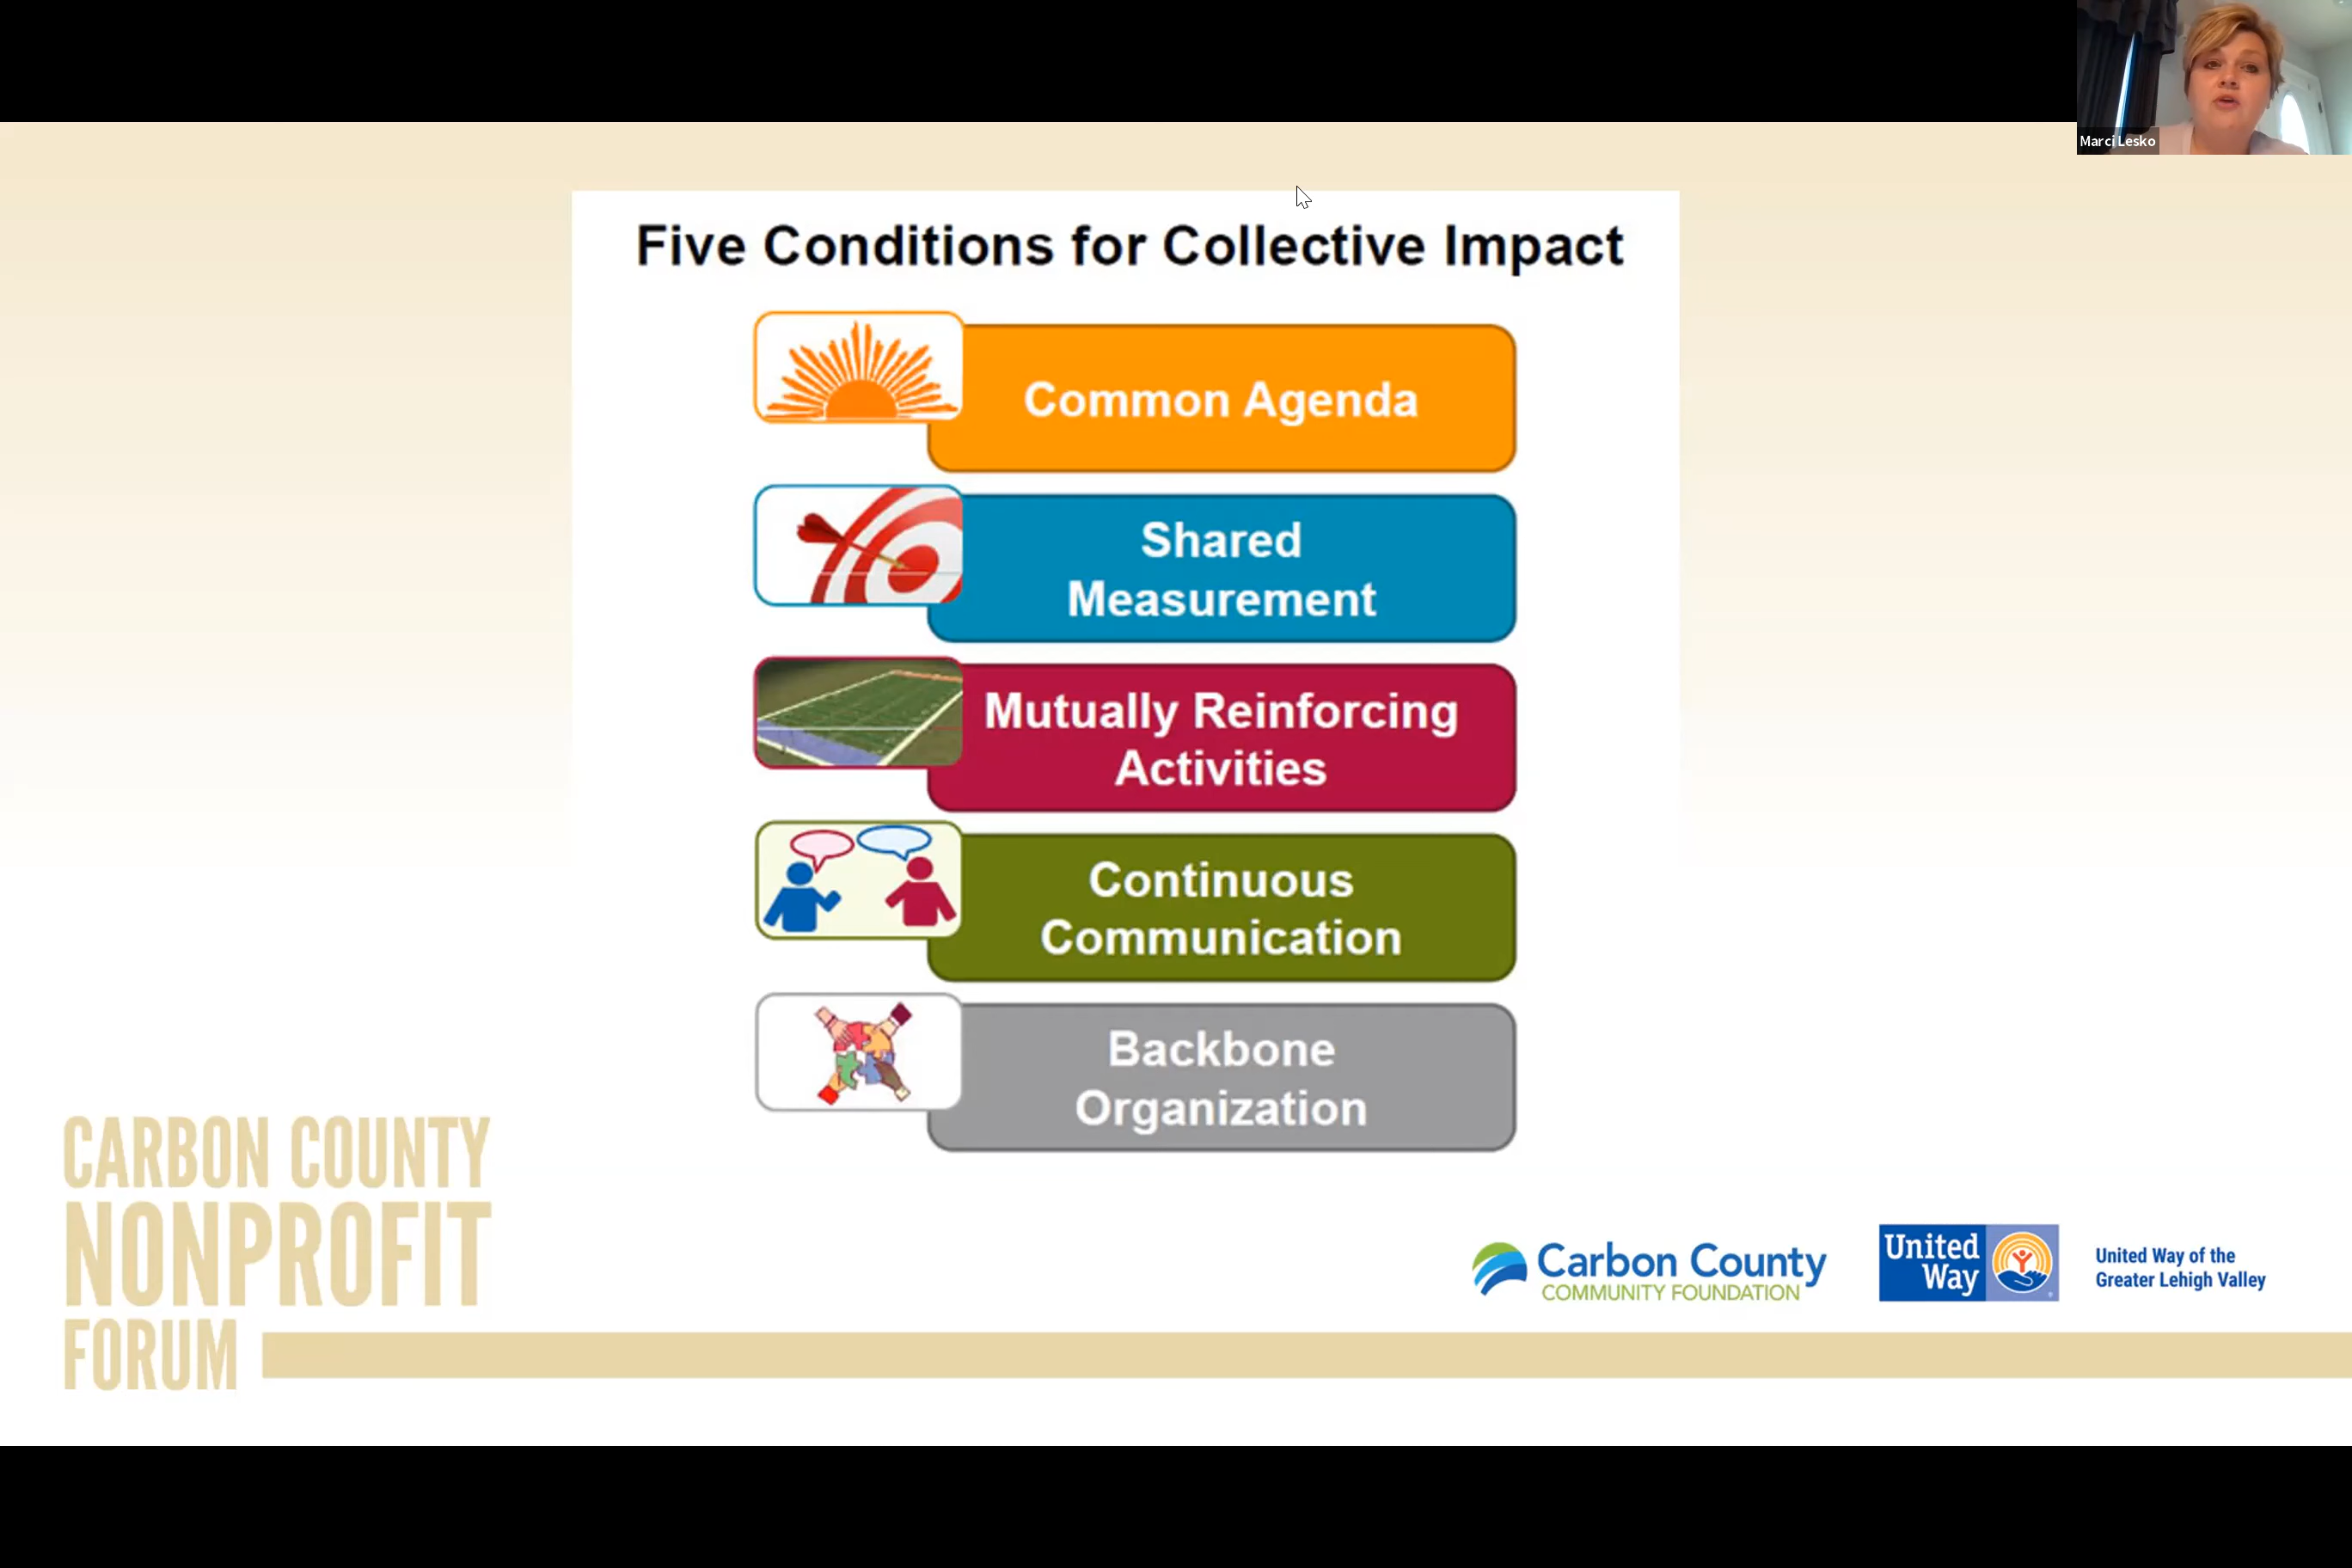 Marci Lesko
Five Conditions for Collective Impact
Common Agenda
Shared
Measurement
Mutually Reinforcing
Activities
Continuous
Communication
Backbone
Organization
CARBON COUNTY
NONPROFIT
FORUM
Carbon County
COMMUNITY FOUNDATION
United
Way
United Way of the
Greater Lehigh Valley